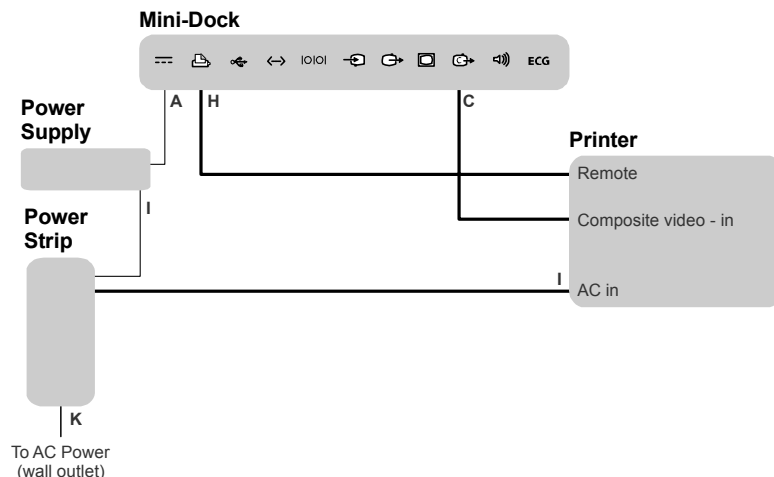 Mini-Dock
IOIOI
C
ECG
A
H
C
Power
Supply
Printer
Remote
I
Power
Strip
Composite video - in
I
AC in
K
To AC Power
(wall outlet)